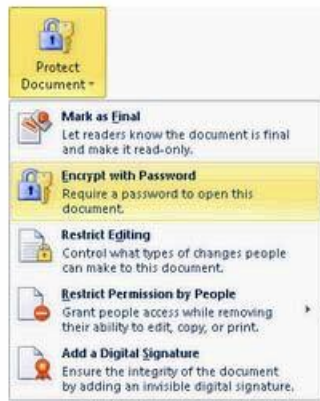 Protect
Document
Mark as Final
Let readers know the document is final
and make it read-only.
Encrypt with Password
Require a password to open this
document.
Restrict Editing
Control what types of changes people
can make to this document.
Restrict Permission by People
Grant people access while removing
their ability to edit, copy, or print.
Add a Digital Signature
Ensure the integrity of the document
by adding an invisible digital signature.